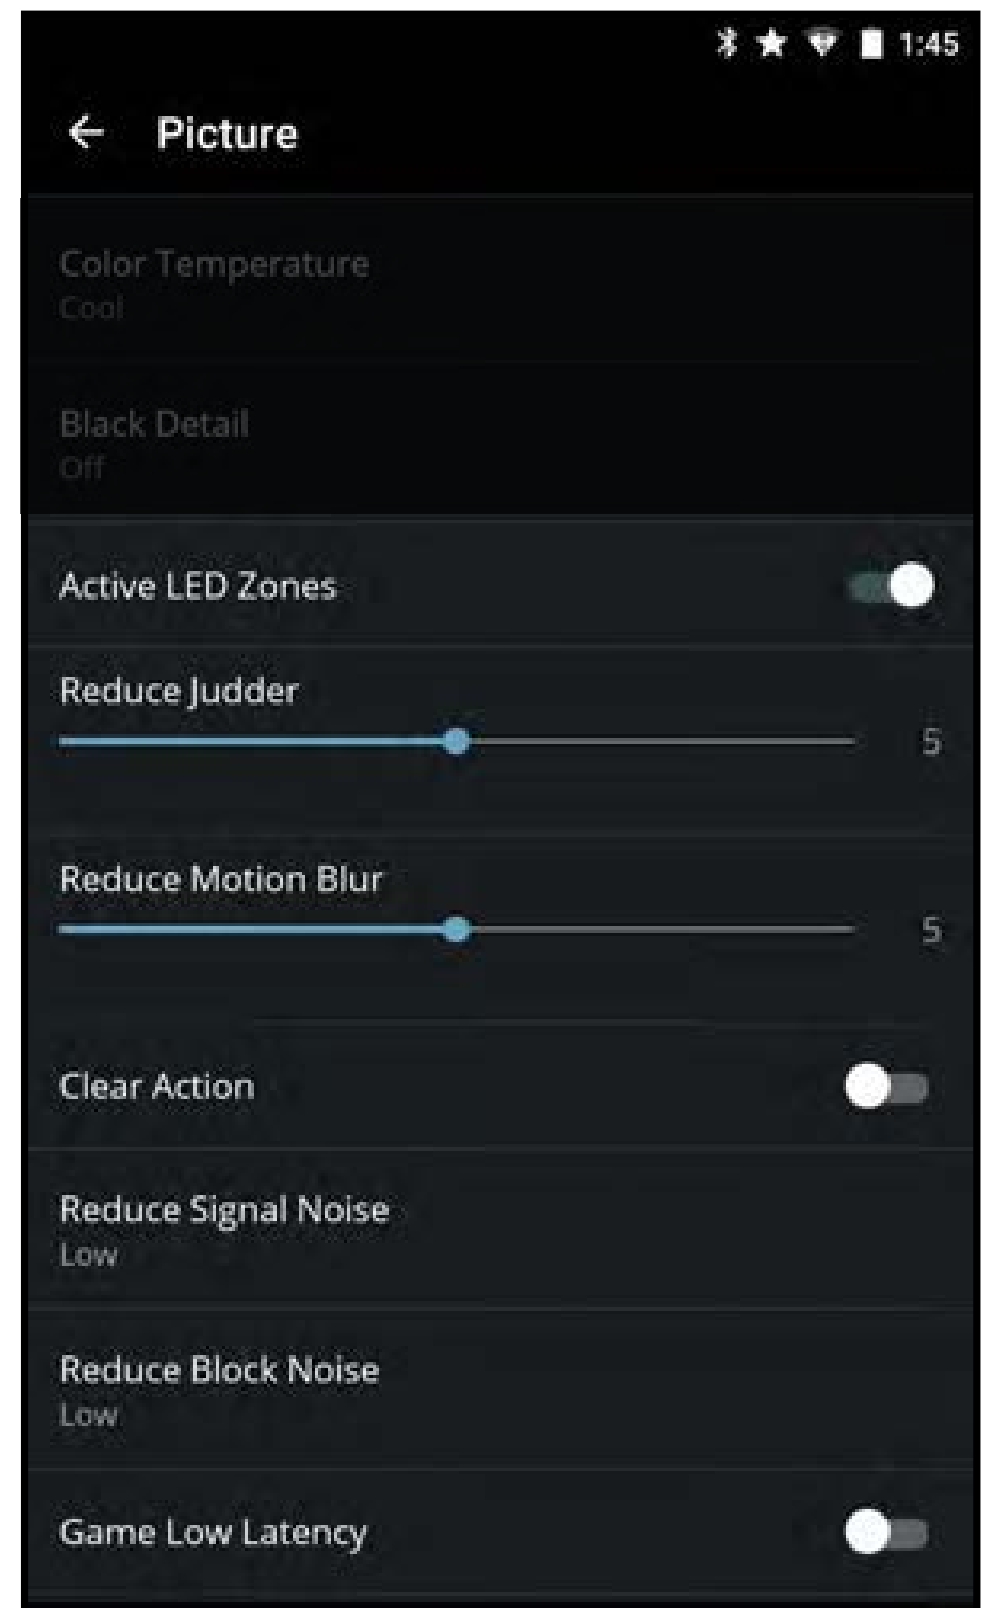 1:45
Picture
Color Temperature
Cool
Black Detail
Off
Active LED Zones
Reduce Judder
5
Reduce Motion Blur
5
Clear Action
Reduce Signal Noise
Low
Reduce Block Noise
Low
Game Low Latency